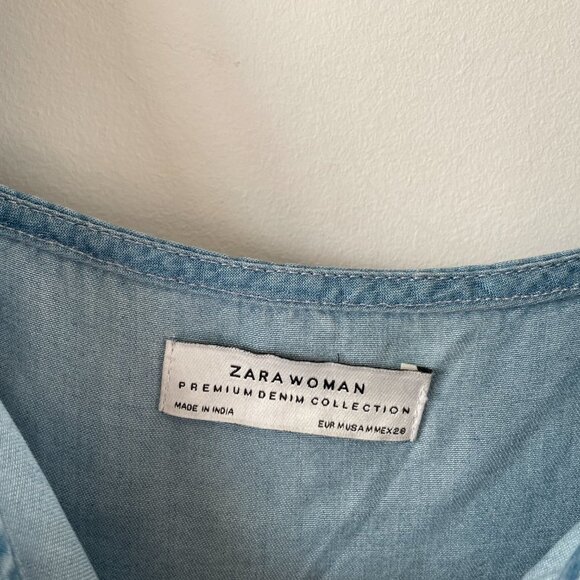 ZARA WOMAN
PREMIUM DENIM COLLECTION
MADE IN INDIA
EUR M USA M MEX 28